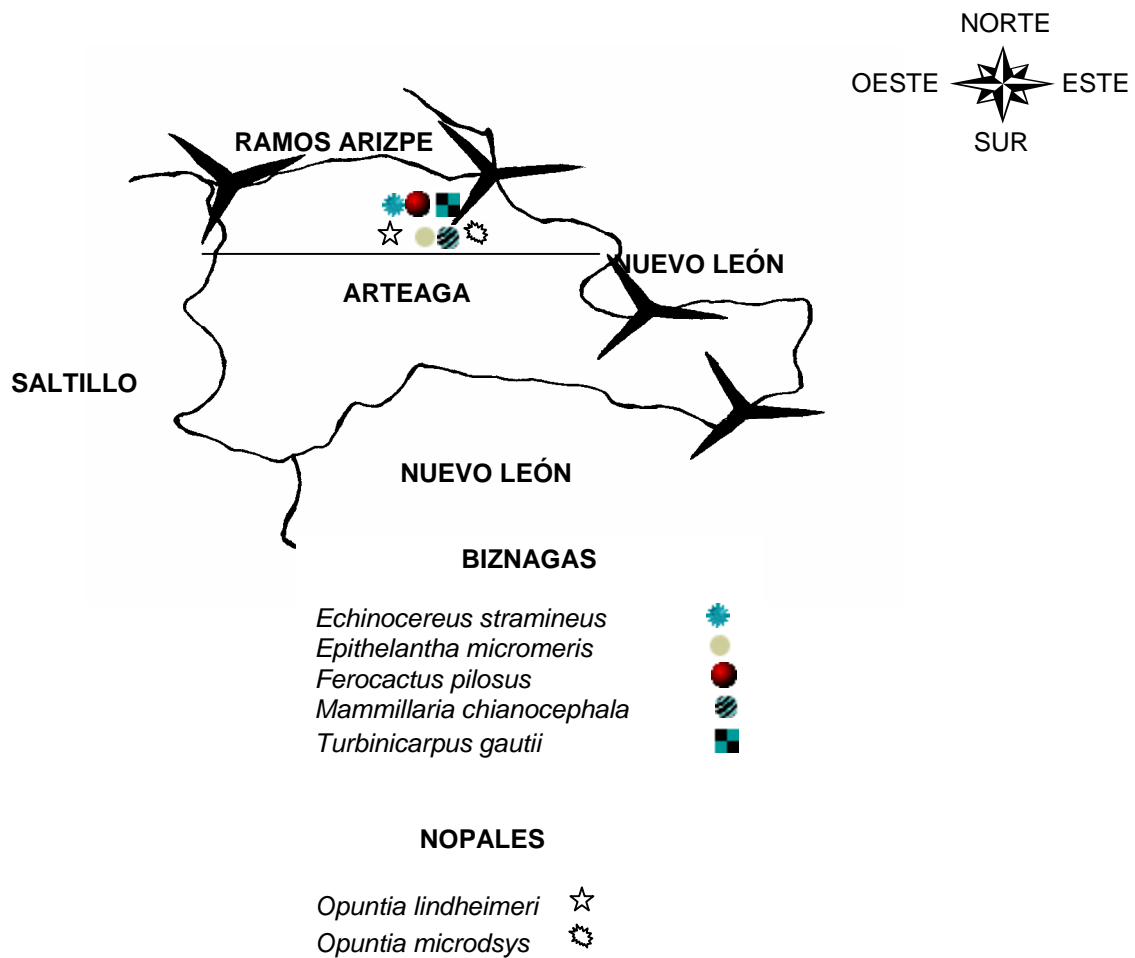 NORTE
OESTE ESTE
SUR
RAMOS ARIZPE
NUEVO LEÓN
ARTEAGA
SALTILLO
NUEVO LEÓN
BIZNAGAS
Echinocereus stramineus
Epithelantha micromeris
Ferocactus pilosus
Mammillaria chianocephala
Turbinicarpus gautii
NOPALES
Opuntia lindheimeri
Opuntia microdsys